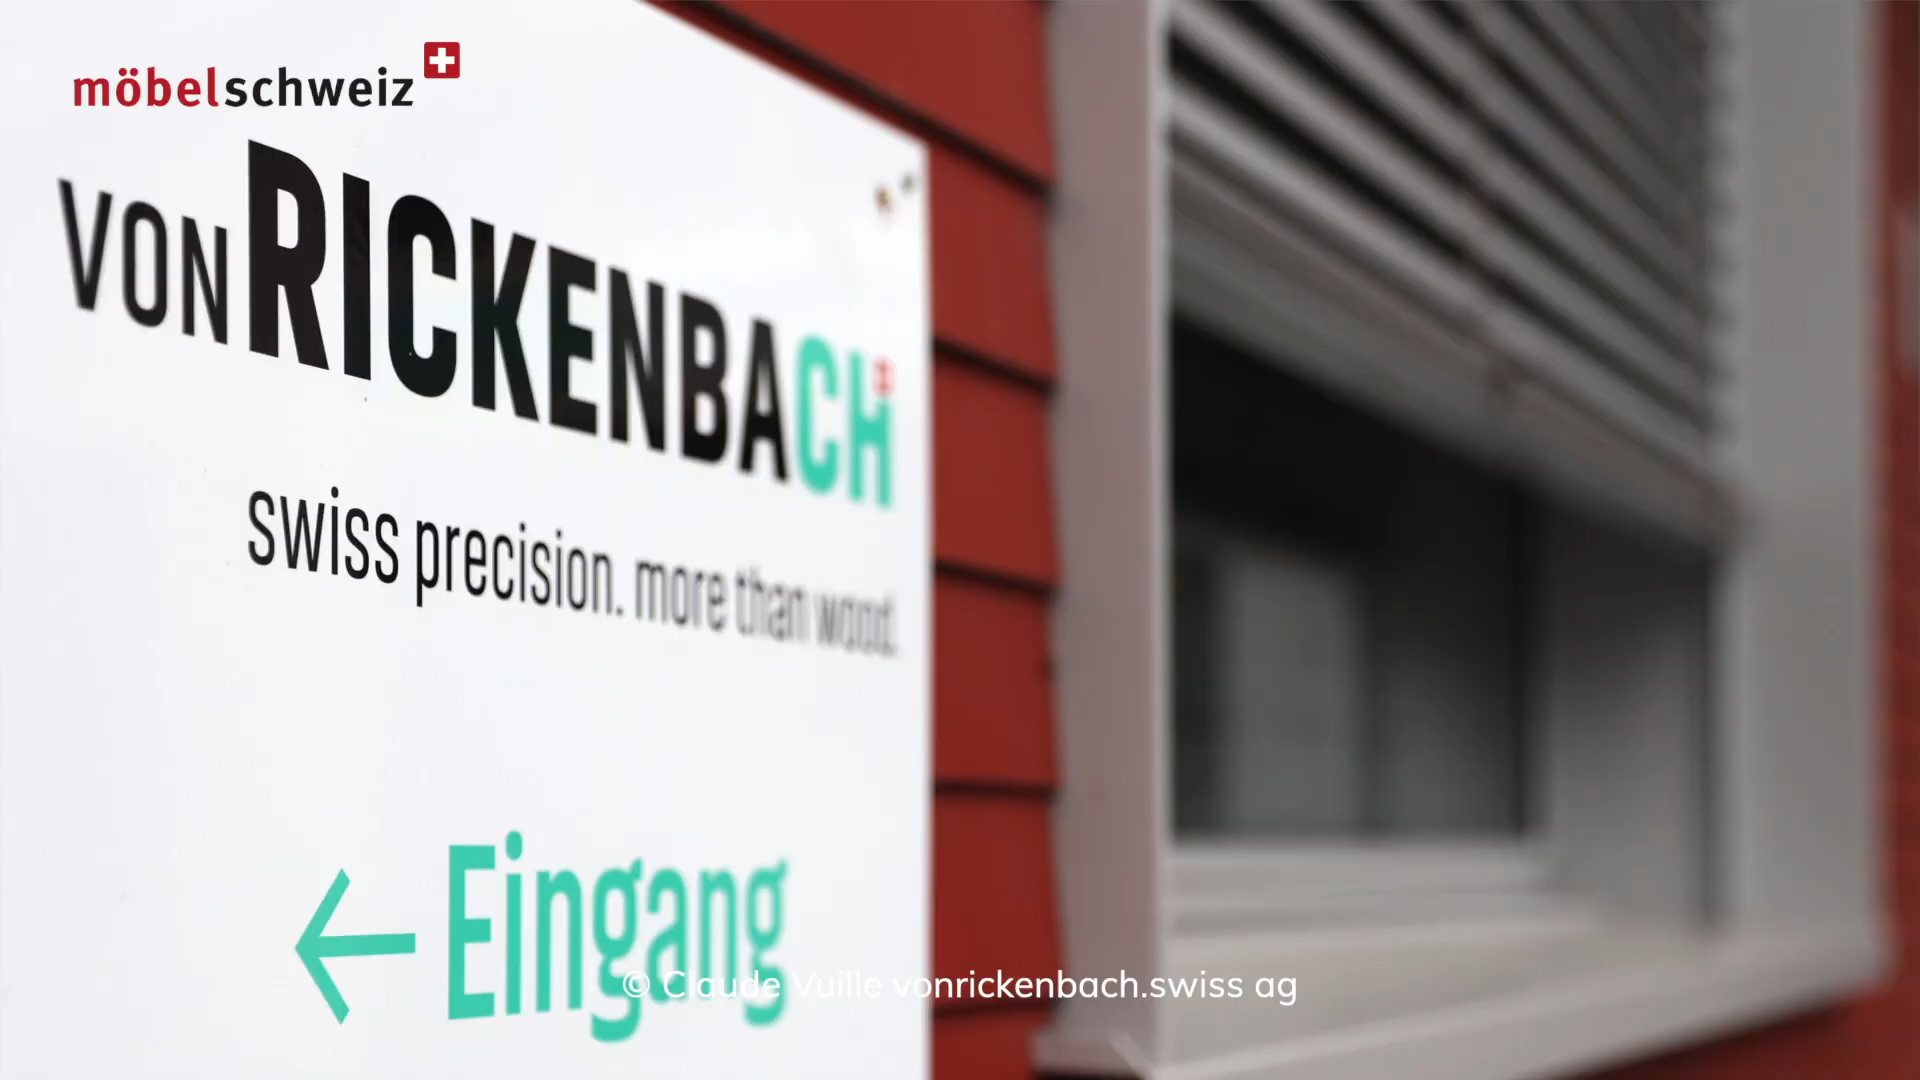 möbelschweiz
VONRICKENBACH
swiss precision. more than wood.
← Eingang
© Claude Vuille vonrickenbach.swiss ag